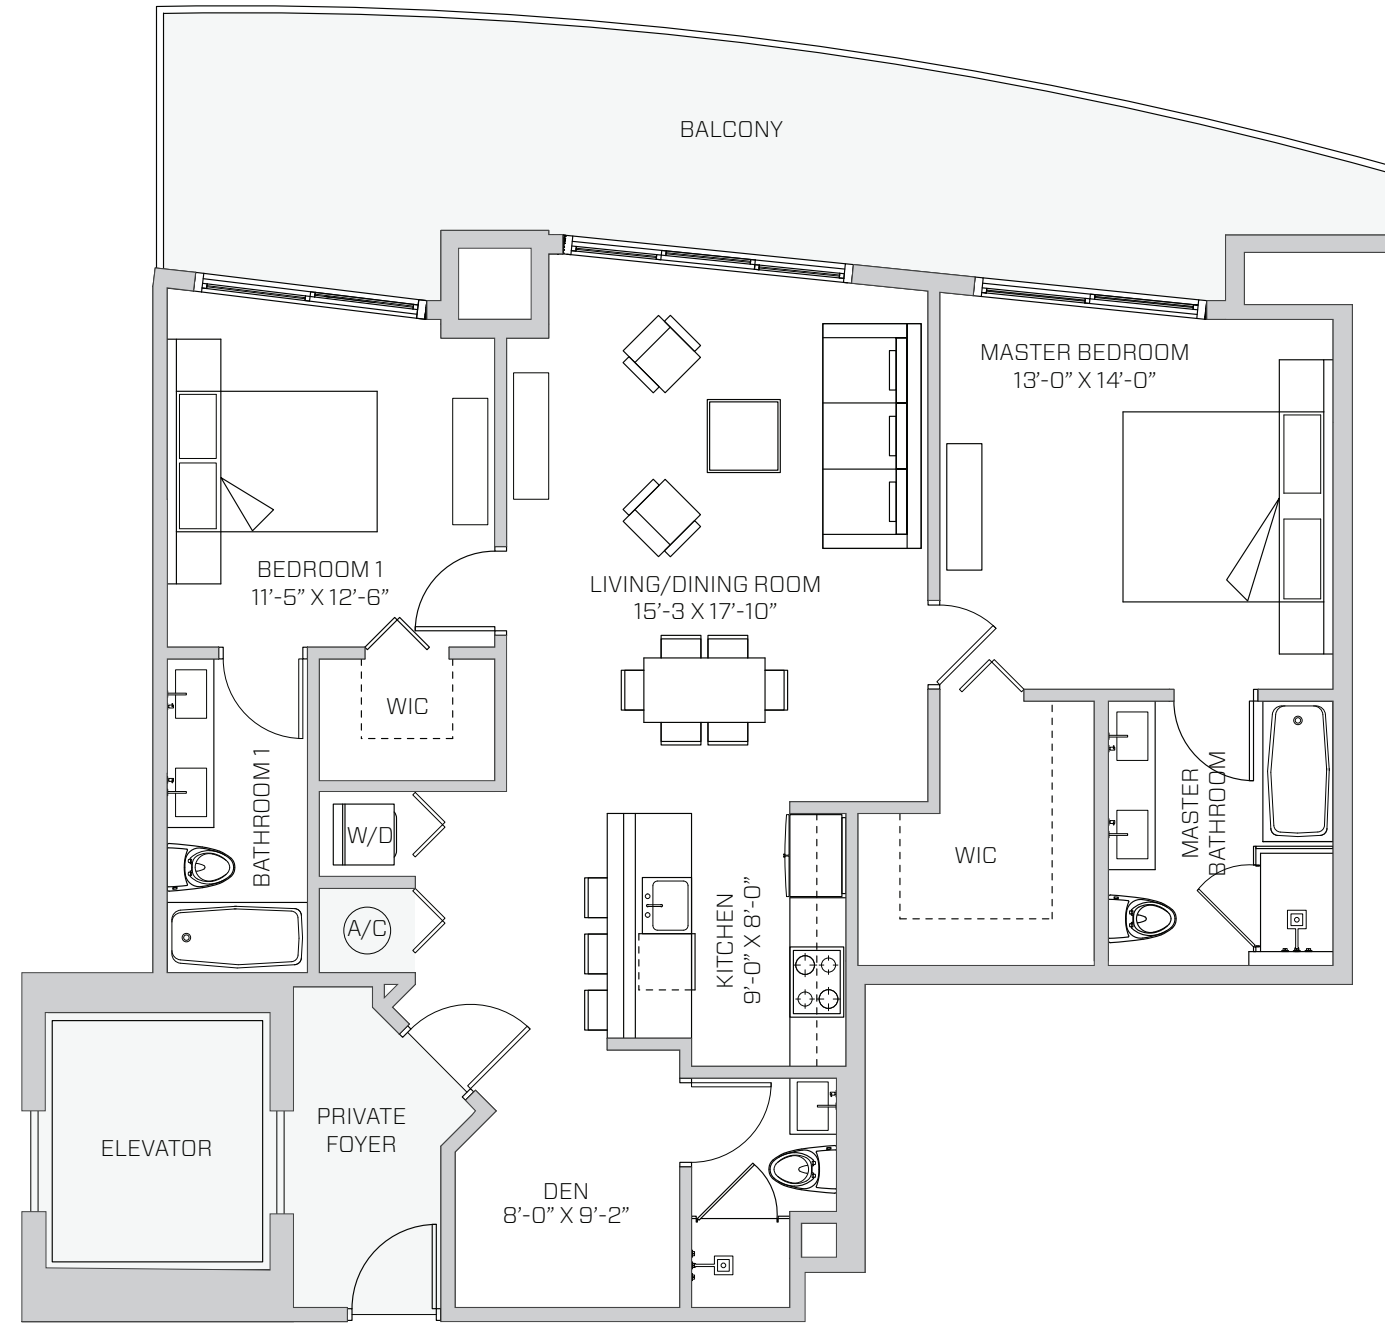 BALCONY
MASTER BEDROOM
13’-0” X 14’-0”
BEDROOM 1
11’-5” X 12’-6”
LIVING/DINING ROOM
15’-3 X 17’-10”
WIC
BATHROOM 1
W/D
A/C
KITCHEN
9’-0” X 8’-0”
WIC
MASTER
BATHROOM
ELEVATOR
PRIVATE
FOYER
DEN
8’-0” X 9’-2”